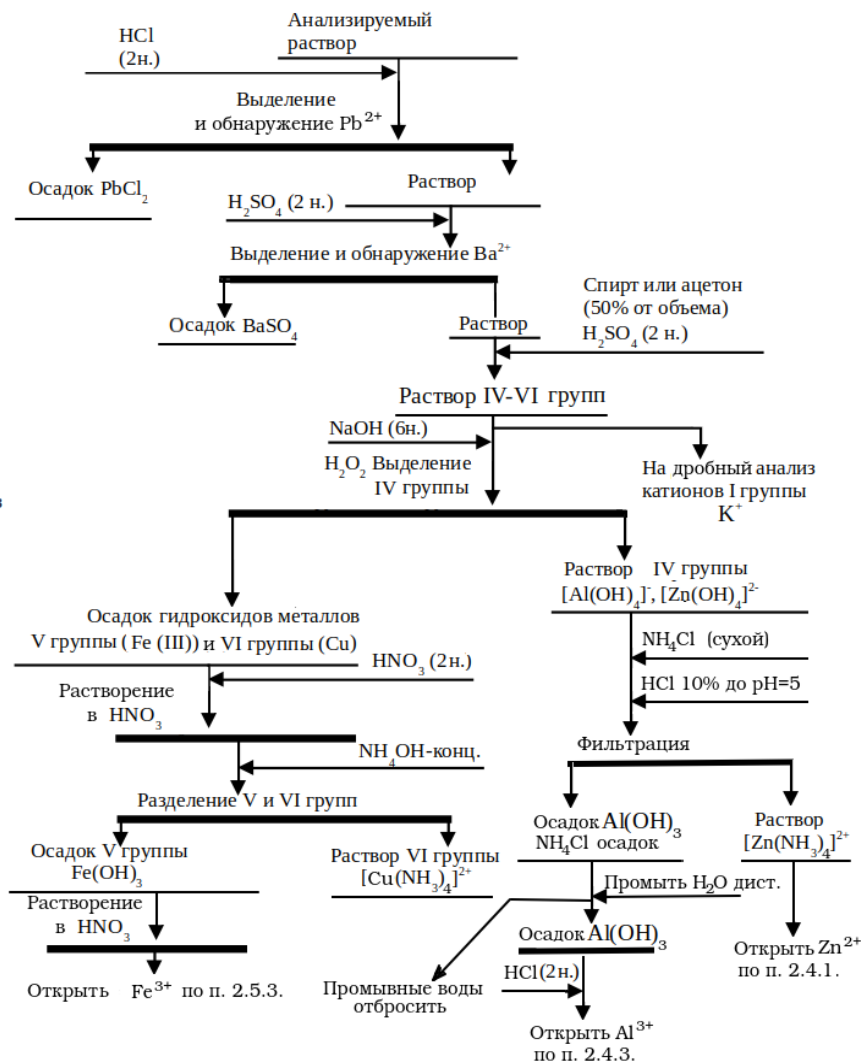 HCl
(2н.)
Анализируемый
раствор
Выделение
и обнаружение Pb²⁺
Осадок PbCl₂
Раствор
H₂SO₄ (2 н.)
Выделение и обнаружение Ba²⁺
Осадок BaSO₄
Раствор
Спирт или ацетон
(50% от объема)
H₂SO₄ (2 н.)
Раствор IV-VI групп
NaOH (6н.)
H₂O₂ Выделение
IV группы
На дробный анализ
катионов I группы
K⁺
в
Осадок гидроксидов металлов
V группы (Fe (III)) и VI группы (Cu)
Раствор IV группы
[Al(OH)₄]⁻, [Zn(OH)₄]²⁻
HNO₃ (2н.)
Растворение
в HNO₃
NH₄Cl (сухой)
HCl 10% до pH=5
Фильтрация
NH₄OH-конц.
Разделение V и VI групп
Осадок V группы
Fe(OH)₃
Раствор VI группы
[Cu(NH₃)₄]²⁺
Осадок Al(OH)₃
NH₄Cl осадок
Раствор
[Zn(NH₃)₄]²⁺
Растворение
в HNO₃
Промыть H₂O дист.
Осадок Al(OH)₃
Открыть Fe³⁺ по п. 2.5.3.
Промывные воды
отбросить
HCl (2н.)
Открыть Zn²⁺
по п. 2.4.1.
Открыть Al³⁺
по п. 2.4.3.